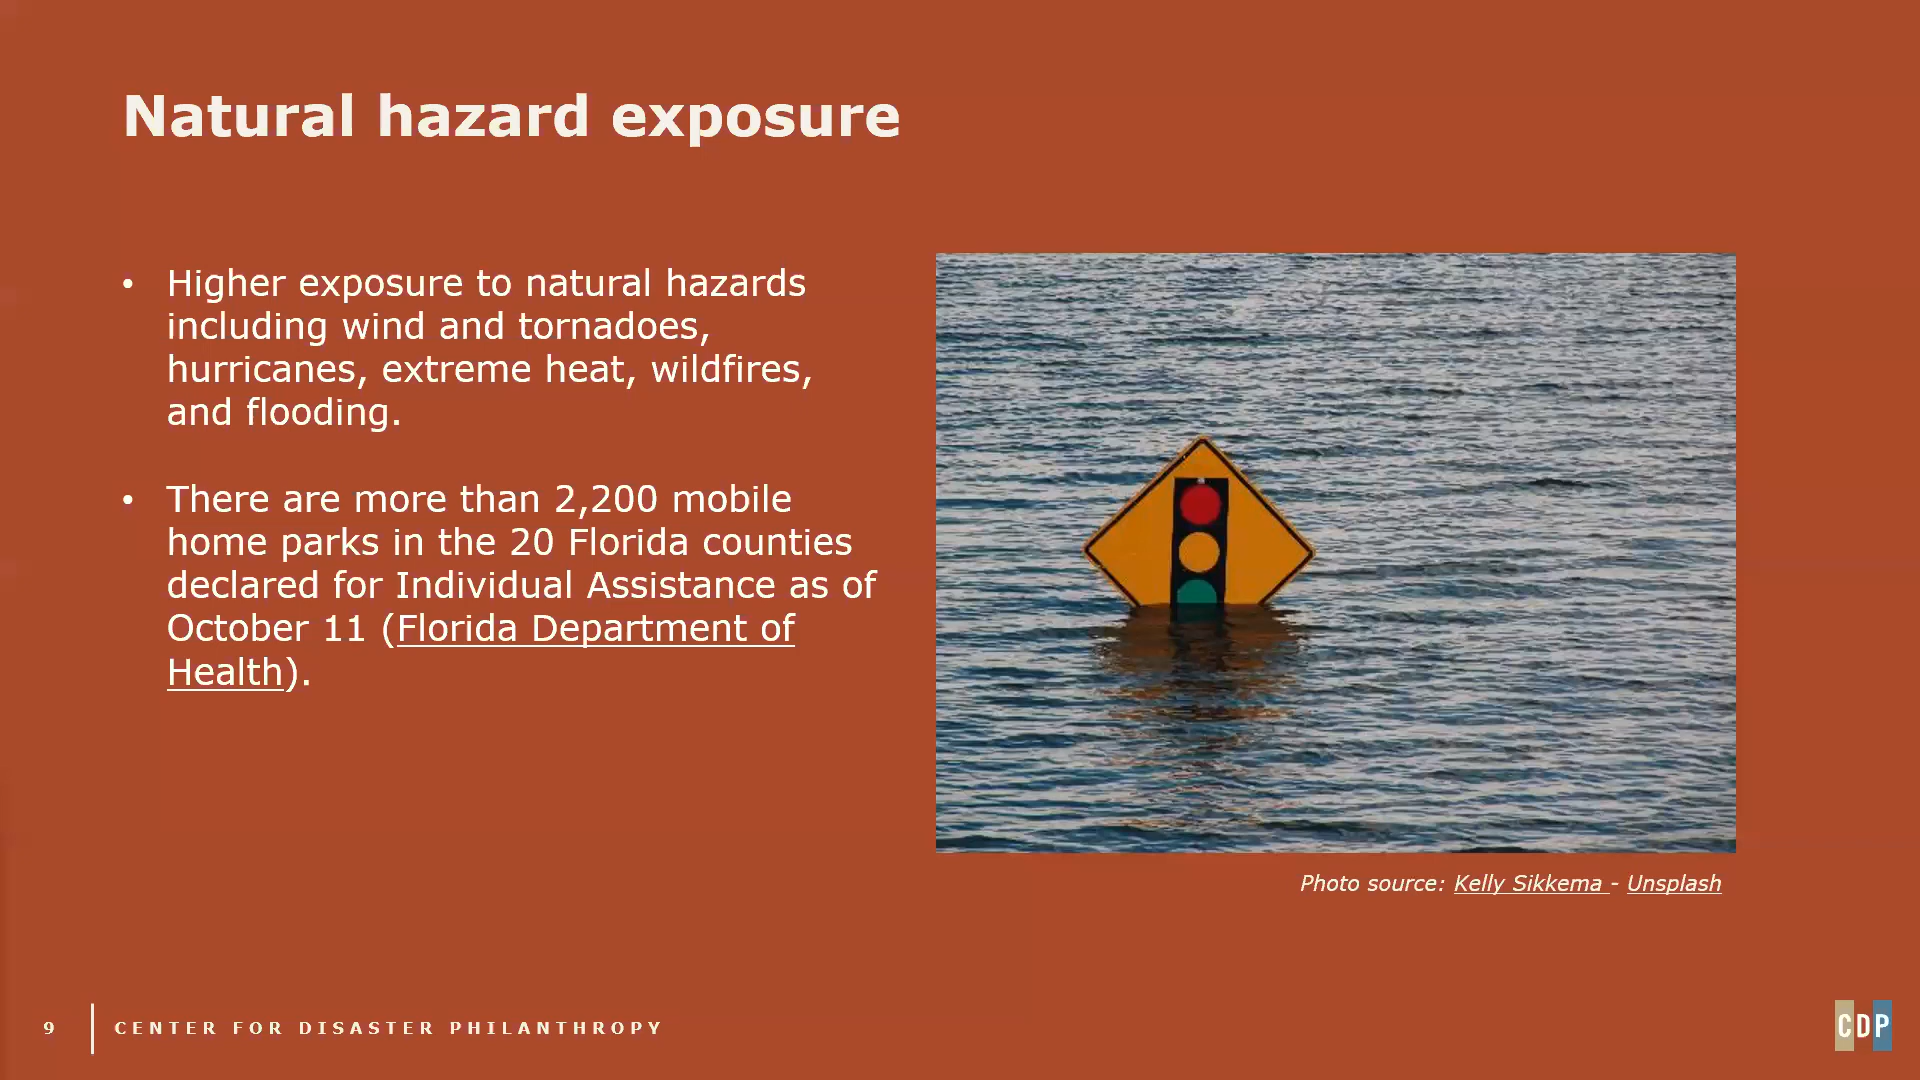 Natural hazard exposure
• Higher exposure to natural hazards
including wind and tornadoes,
hurricanes, extreme heat, wildfires,
and flooding.
• There are more than 2,200 mobile
home parks in the 20 Florida counties
declared for Individual Assistance as of
October 11 (Florida Department of
Health).
Photo source: Kelly Sikkema - Unsplash
9
CENTER FOR DISASTER PHILANTHROPY
CDP